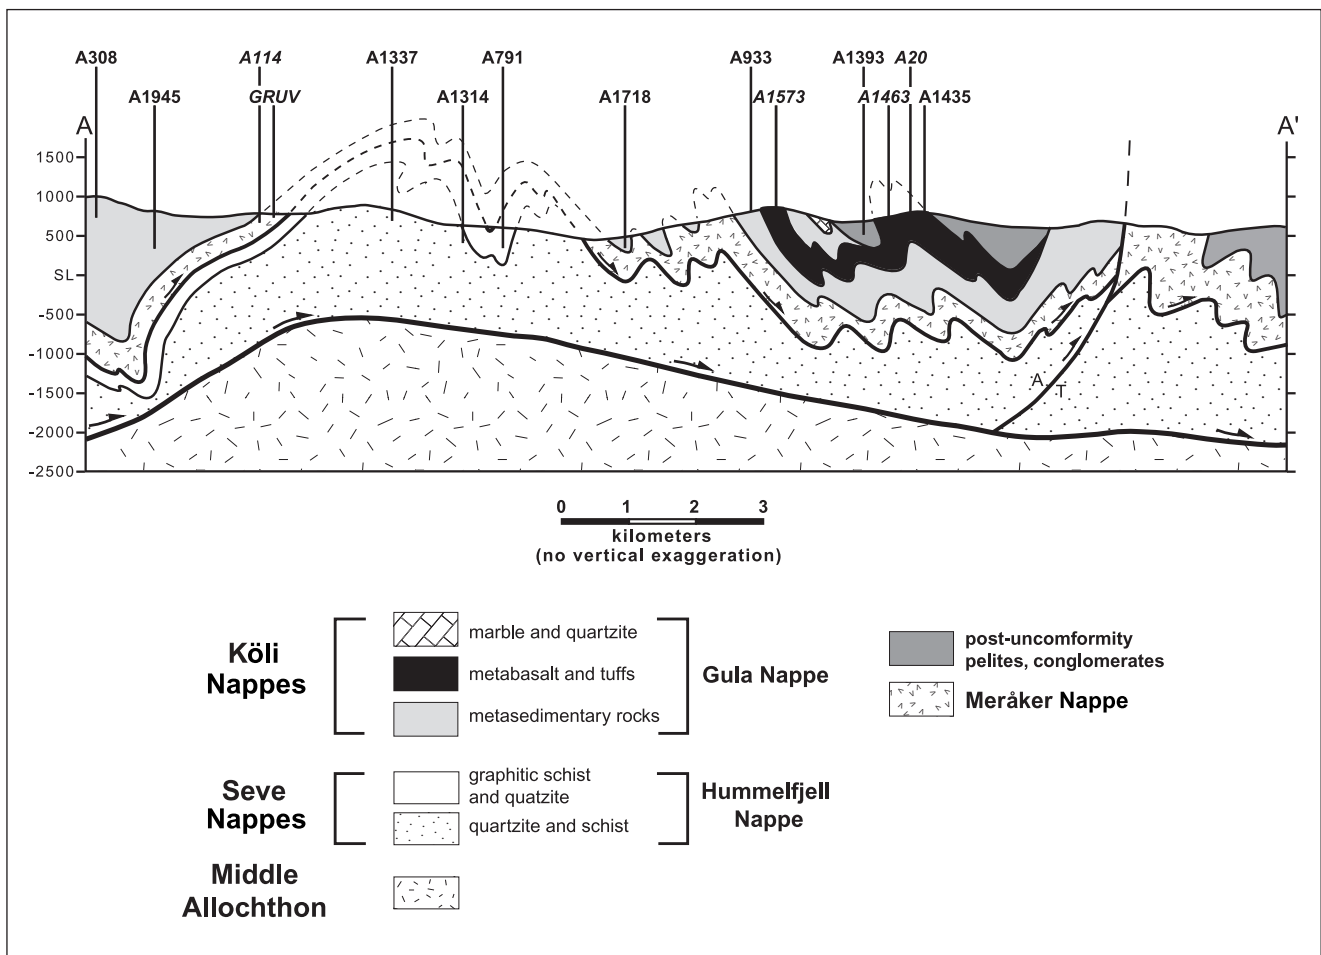 A308 A114 A1337 A791 A933 A1393 A20
A1945 GRUV A1314 A1718 A1573 A1463 A1435
A A'
1500
1000
500
SL
-500
-1000
-1500
-2000
-2500
A T
0 1 2 3
kilometers
(no vertical exaggeration)
Köli
Nappes
marble and quartzite
metabasalt and tuffs
metasedimentary rocks
Gula Nappe
post-uncomformity
pelites, conglomerates
Meråker Nappe
Seve
Nappes
graphitic schist
and quatzite
quartzite and schist
Hummelfjell
Nappe
Middle
Allochthon